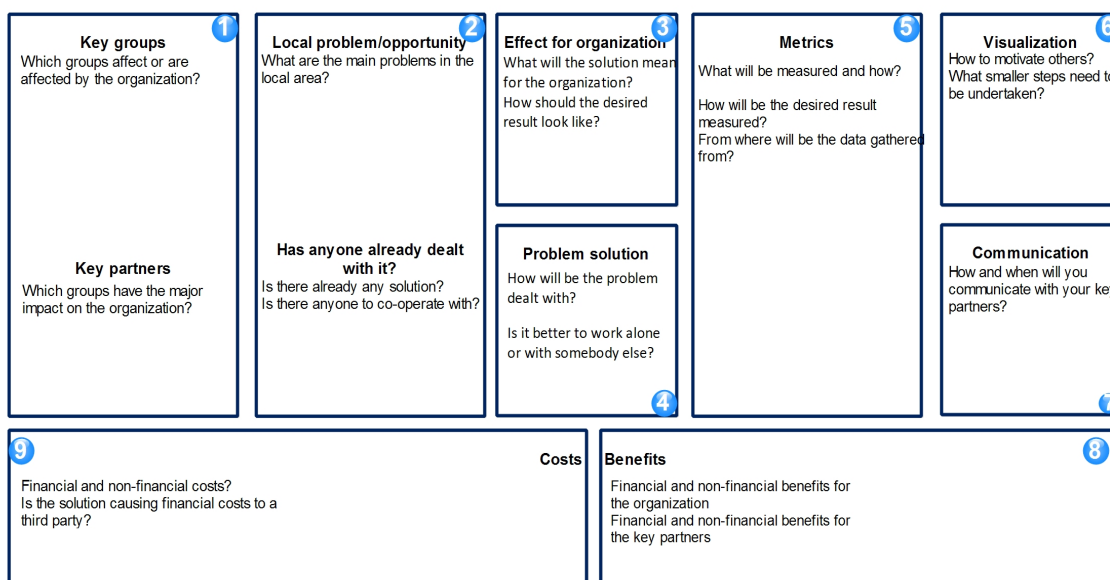 1
Key groups
Which groups affect or are
affected by the organization?
Key partners
Which groups have the major
impact on the organization?
2
Local problem/opportunity
What are the main problems in the
local area?
Has anyone already dealt
with it?
Is there already any solution?
Is there anyone to co-operate with?
3
Effect for organization
What will the solution mean
for the organization?
How should the desired
result look like?
Problem solution
How will be the problem
dealt with?
Is it better to work alone
or with somebody else?
4
5
Metrics
What will be measured and how?
How will be the desired result
measured?
From where will be the data gathered
from?
6
Visualization
How to motivate others?
What smaller steps need to
be undertaken?
Communication
How and when will you
communicate with your key
partners?
7
9
Costs
Financial and non-financial costs?
Is the solution causing financial costs to a
third party?
8
Benefits
Financial and non-financial benefits for
the organization
Financial and non-financial benefits for
the key partners